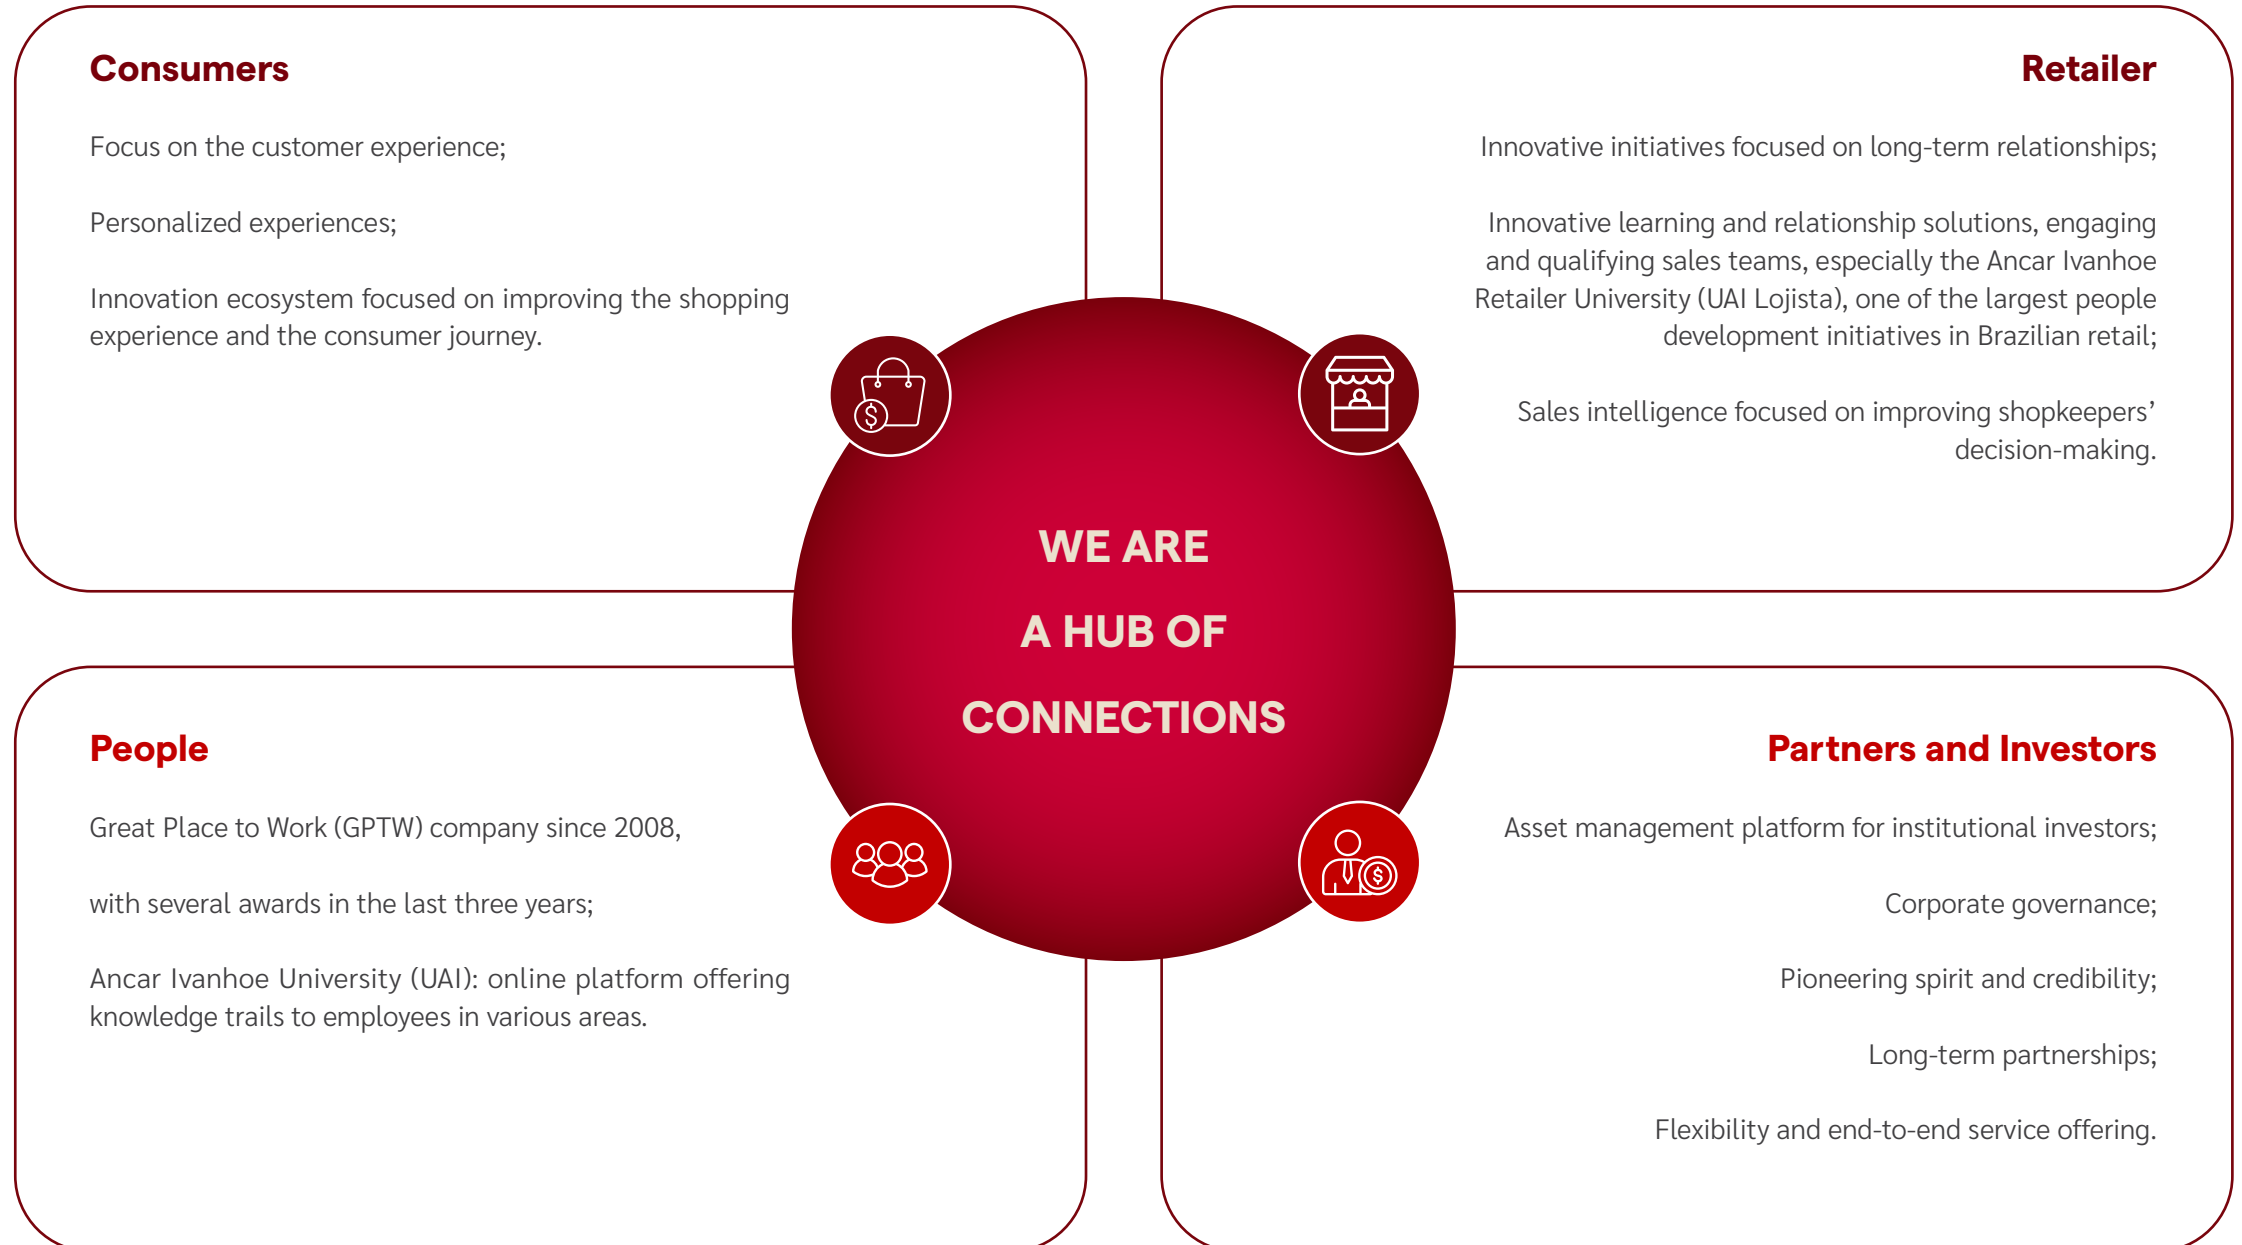 Consumers
Focus on the customer experience;
Personalized experiences;
Innovation ecosystem focused on improving the shopping
experience and the consumer journey.
Retailer
Innovative initiatives focused on long-term relationships;
Innovative learning and relationship solutions, engaging
and qualifying sales teams, especially the Ancar Ivanhoe
Retailer University (UAI Lojista), one of the largest people
development initiatives in Brazilian retail;
Sales intelligence focused on improving shopkeepers’
decision-making.
WE ARE
A HUB OF
CONNECTIONS
People
Great Place to Work (GPTW) company since 2008,
with several awards in the last three years;
Ancar Ivanhoe University (UAI): online platform offering
knowledge trails to employees in various areas.
Partners and Investors
Asset management platform for institutional investors;
Corporate governance;
Pioneering spirit and credibility;
Long-term partnerships;
Flexibility and end-to-end service offering.